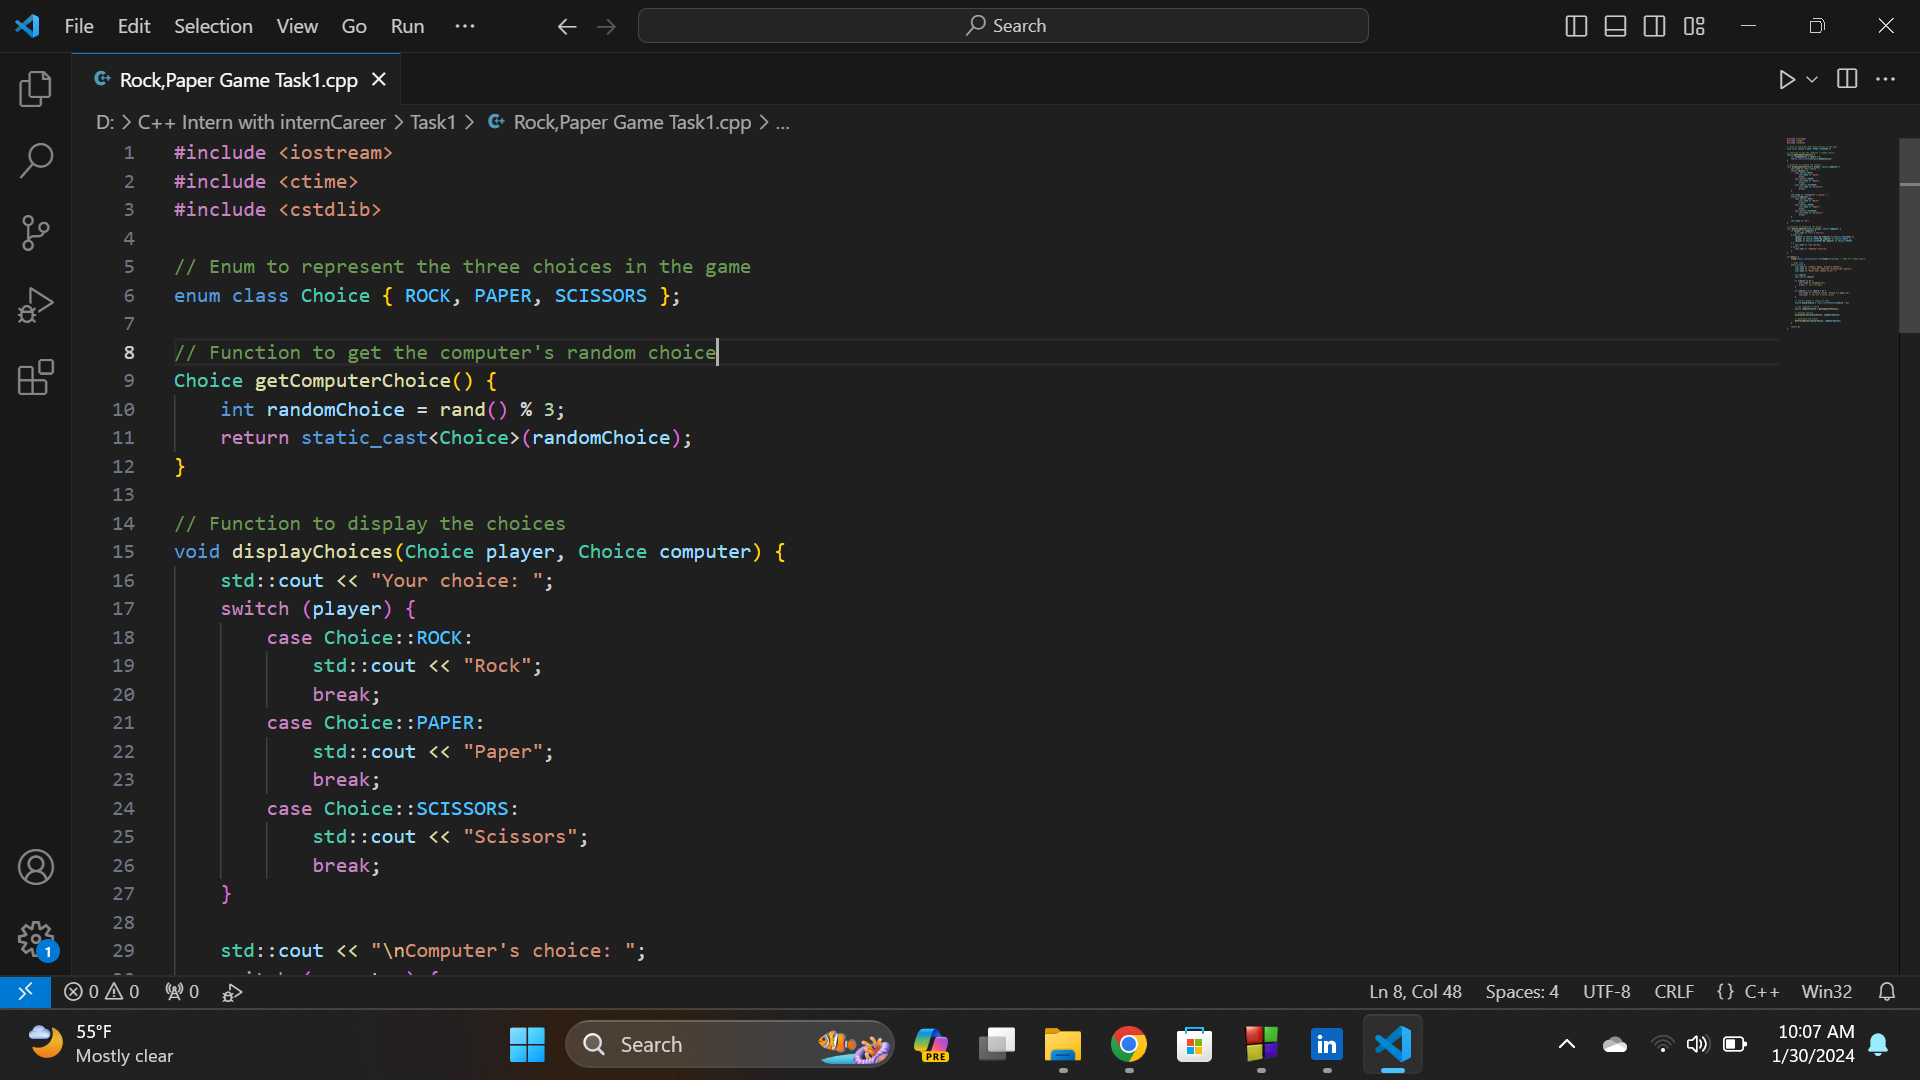 File Edit Selection View Go Run ··· Search
Rock,Paper Game Task1.cpp
D: > C++ Intern with internCareer > Task1 > Rock,Paper Game Task1.cpp > ...
1 #include <iostream>
2 #include <ctime>
3 #include <cstdlib>
4
5 // Enum to represent the three choices in the game
6 enum class Choice { ROCK, PAPER, SCISSORS };
7
8 // Function to get the computer's random choice
9 Choice getComputerChoice() {
10     int randomChoice = rand() % 3;
11     return static_cast<Choice>(randomChoice);
12 }
13
14 // Function to display the choices
15 void displayChoices(Choice player, Choice computer) {
16     std::cout << "Your choice: ";
17     switch (player) {
18         case Choice::ROCK:
19             std::cout << "Rock";
20             break;
21         case Choice::PAPER:
22             std::cout << "Paper";
23             break;
24         case Choice::SCISSORS:
25             std::cout << "Scissors";
26             break;
27     }
28
29     std::cout << "\nComputer's choice: ";
1
0 0 0 Ln 8, Col 48 Spaces: 4 UTF-8 CRLF {} C++ Win32
55°F
Mostly clear
Search
PRE
in
10:07 AM
1/30/2024